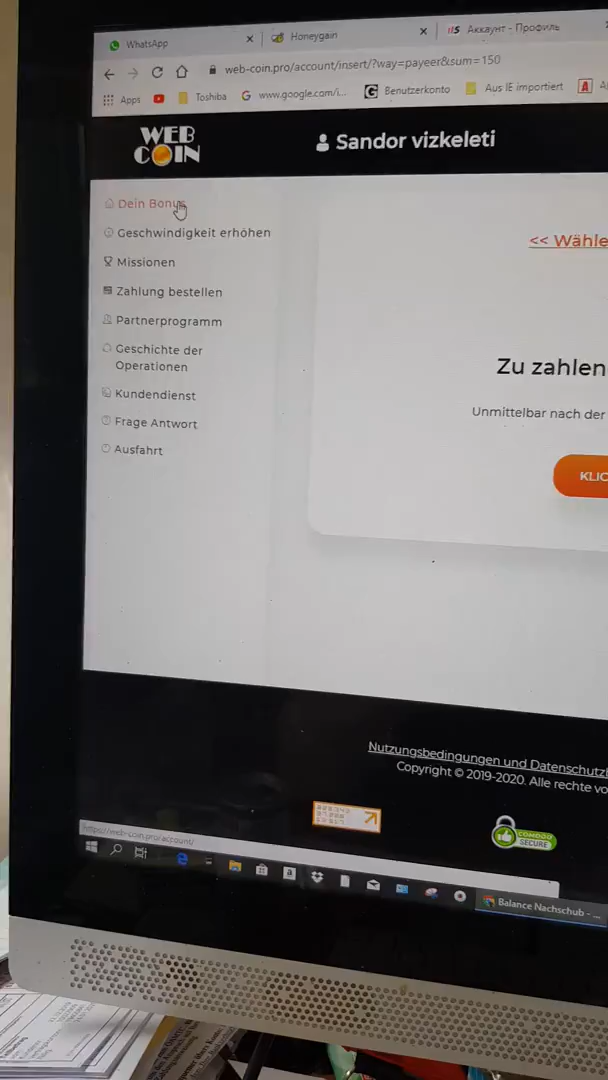 WhatsApp
Honeygain
Аккаунт - Профиль
web-coin.pro/account/insert/?way=payeer&sum=150
Apps
Toshiba
www.google.com/i...
Benutzerkonto
Aus IE importiert
WEB
COIN
Sandor vizkeleti
Dein Bonus
Geschwindigkeit erhöhen
Missionen
Zahlung bestellen
Partnerprogramm
Geschichte der
Operationen
Kundendienst
Frage Antwort
Ausfahrt
<< Wähle
Zu zahlen
Unmittelbar nach der
KLIC
Nutzungsbedingungen und Datenschutzb
Copyright © 2019-2020. Alle rechte vo
COMODO
SECURE
https://web-coin.pro/account/
Balance Nachschub - ...